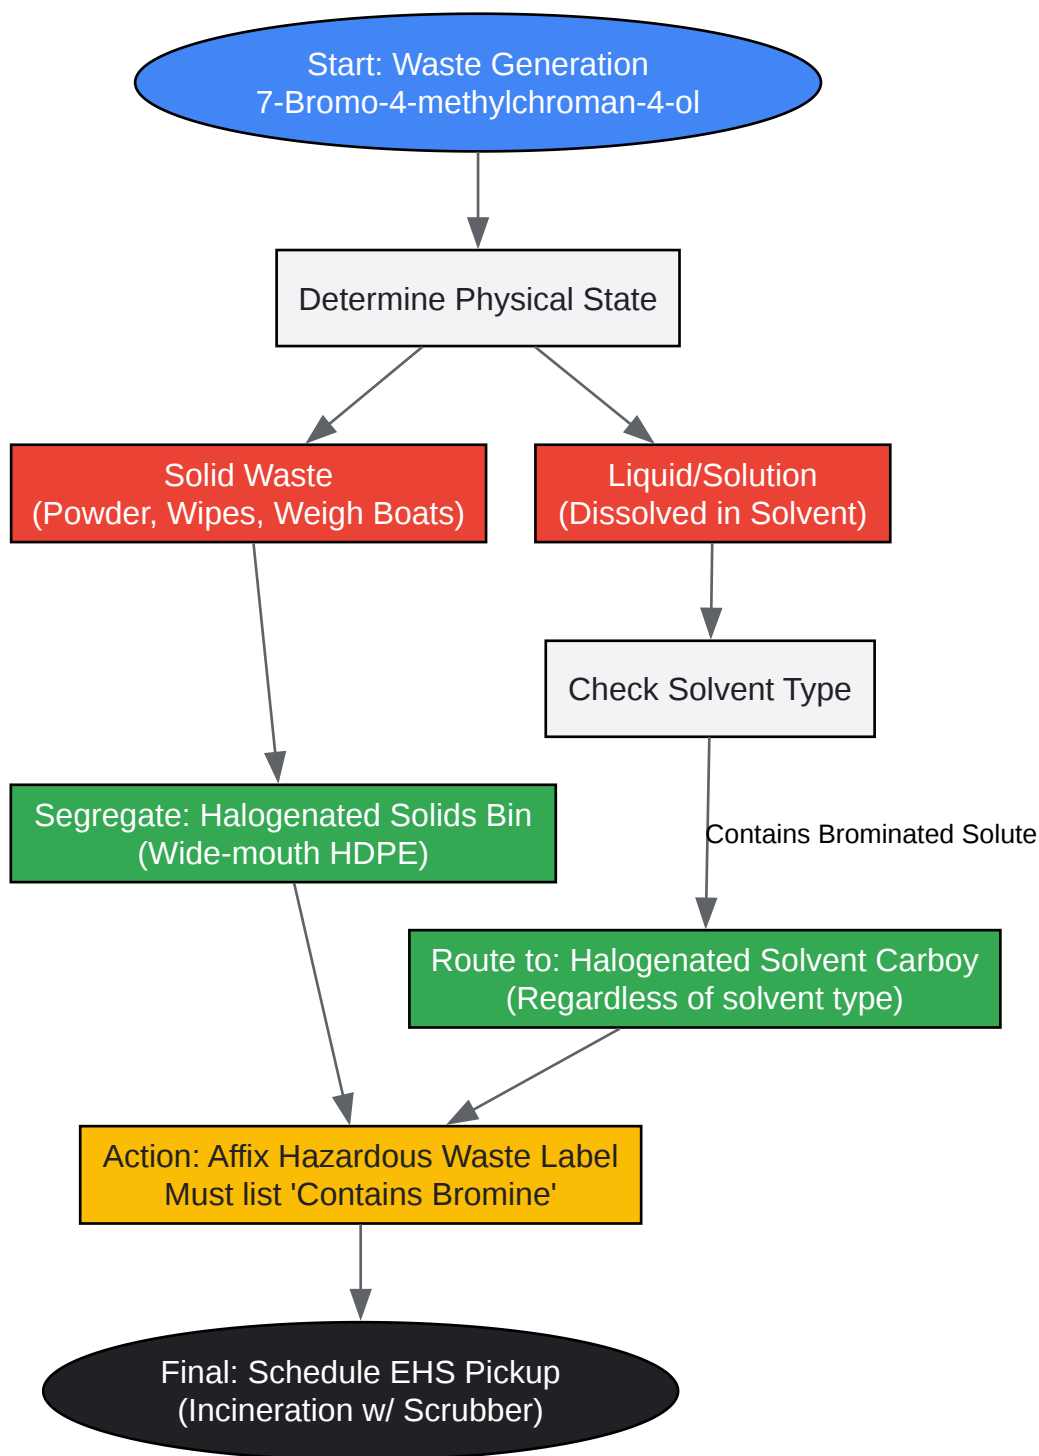 Start: Waste Generation
7-Bromo-4-methylchroman-4-ol
Determine Physical State
Solid Waste
(Powder, Wipes, Weigh Boats)
Liquid/Solution
(Dissolved in Solvent)
Check Solvent Type
Segregate: Halogenated Solids Bin
(Wide-mouth HDPE)
Contains Brominated Solute
Route to: Halogenated Solvent Carboy
(Regardless of solvent type)
Action: Affix Hazardous Waste Label
Must list 'Contains Bromine'
Final: Schedule EHS Pickup
(Incineration w/ Scrubber)